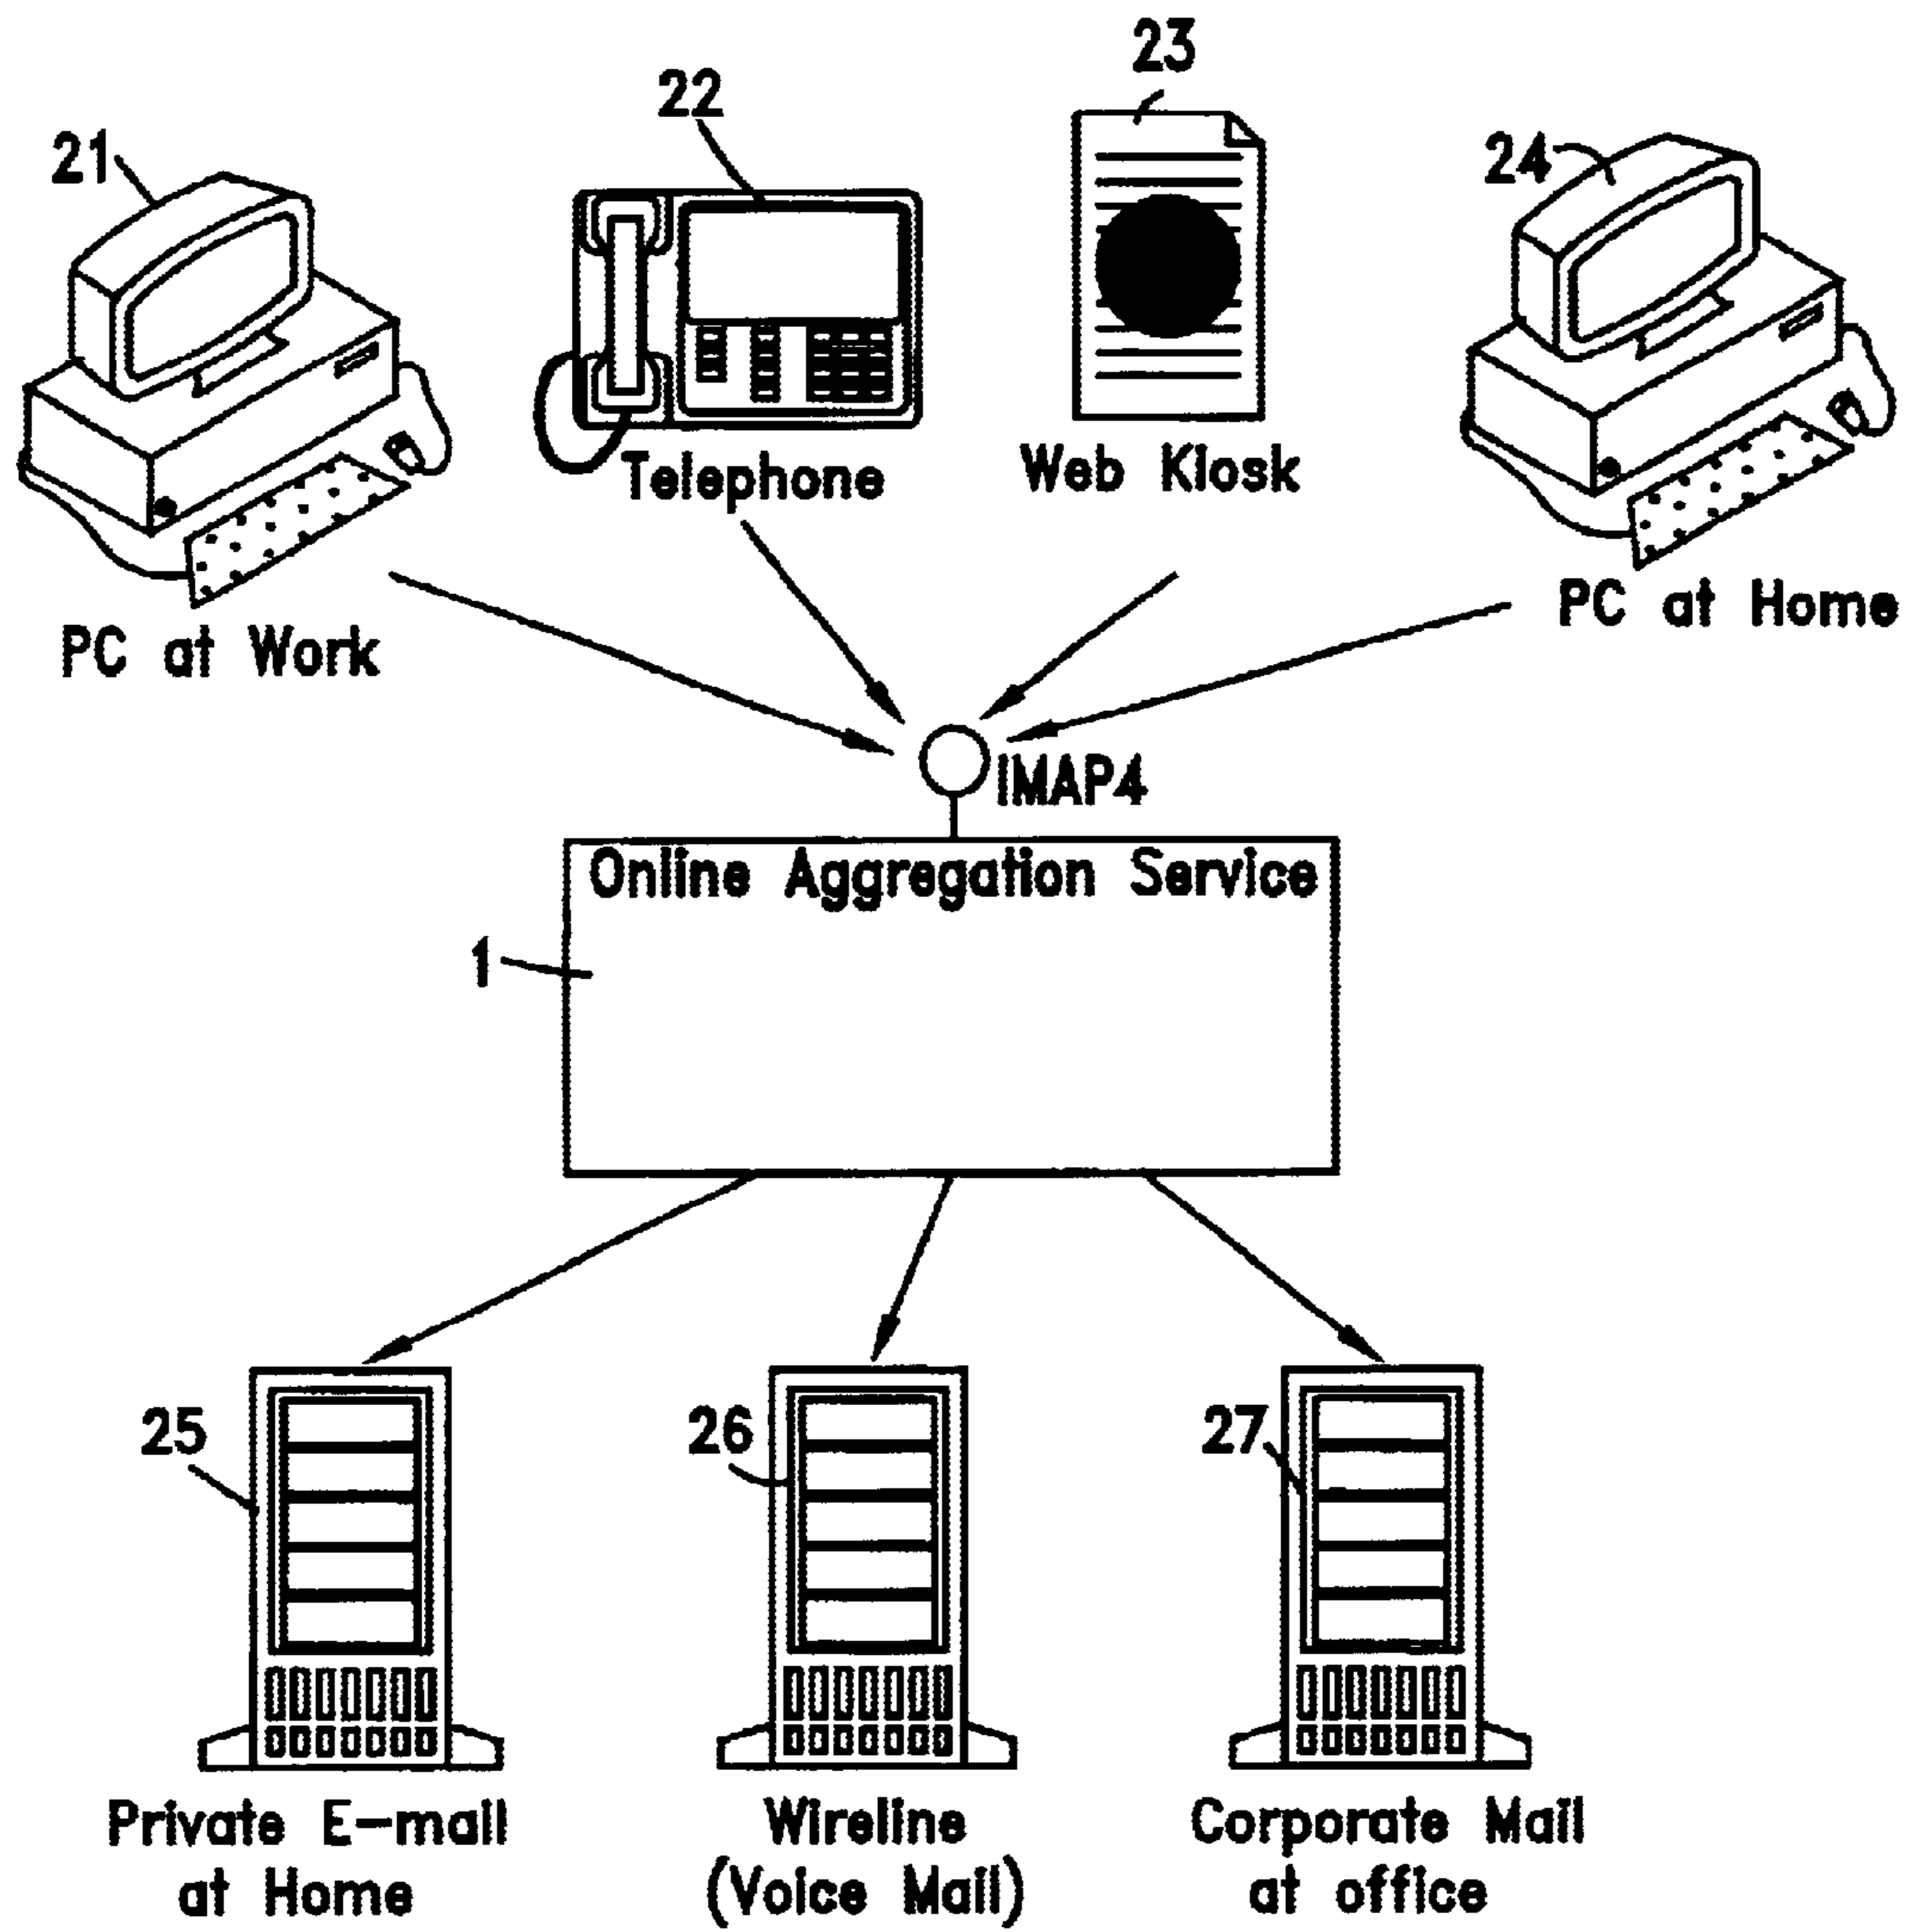 23
22
21
24
Telephone
Web Kiosk
PC at Home
PC at Work
IMAP4
Online Aggregation Service
1
25
26
27
Private E-mail
at Home
Wireline
(Voice Mail)
Corporate Mail
at office